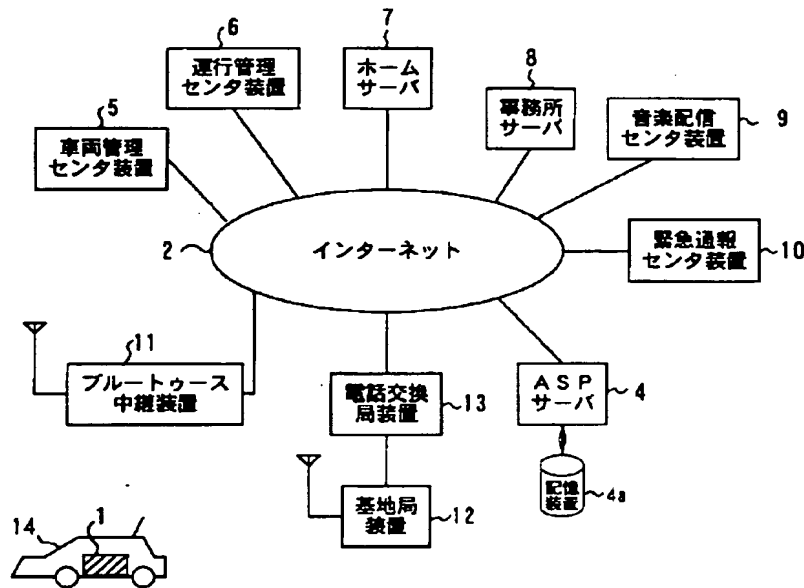 7
6
運行管理
センタ装置
ホーム
サーバ
8
事務所
サーバ
5
車両管理
センタ装置
音楽配信
センタ装置
9
2
インターネット
緊急通報
センタ装置
10
11
ブルートゥース
中継装置
電話交換
局装置
13
ASP
サーバ
4
記憶
装置
4a
基地局
装置
12
14
1